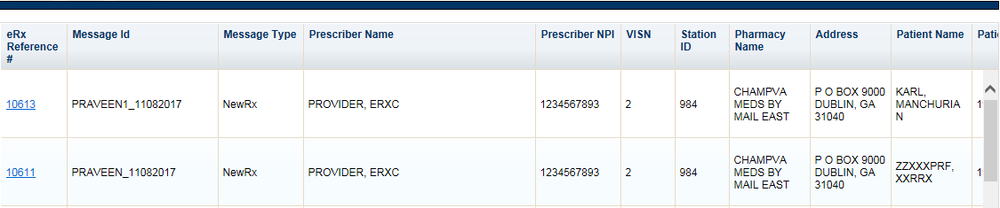 eRx Reference # Message Id Message Type Prescriber Name Prescriber NPI VISN Station ID Pharmacy Name Address Patient Name
10613 PRAVEEN1_11082017 NewRx PROVIDER, ERXC 1234567893 2 984 CHAMPVA MEDS BY MAIL EAST P O BOX 9000 DUBLIN, GA 31040 KARL, MANCHURIAN 1
10611 PRAVEEN_11082017 NewRx PROVIDER, ERXC 1234567893 2 984 CHAMPVA MEDS BY MAIL EAST P O BOX 9000 DUBLIN, GA 31040 ZZXXXPRF, XXRRX 1